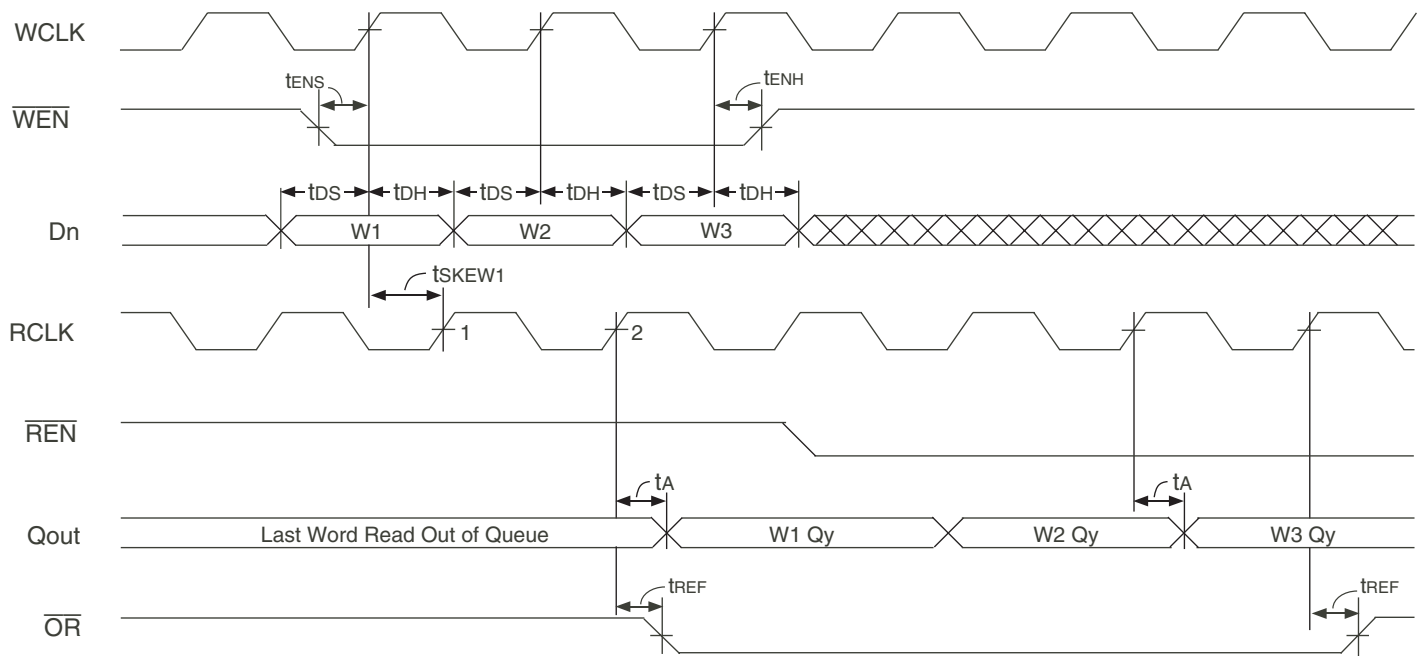 WCLK
tENS
tENH
WEN
tDS tDH tDS tDH tDS tDH
Dn W1 W2 W3
tSKEW1
RCLK 1 2
REN
tA tA
Qout Last Word Read Out of Queue W1 Qy W2 Qy W3 Qy
tREF tREF
OR